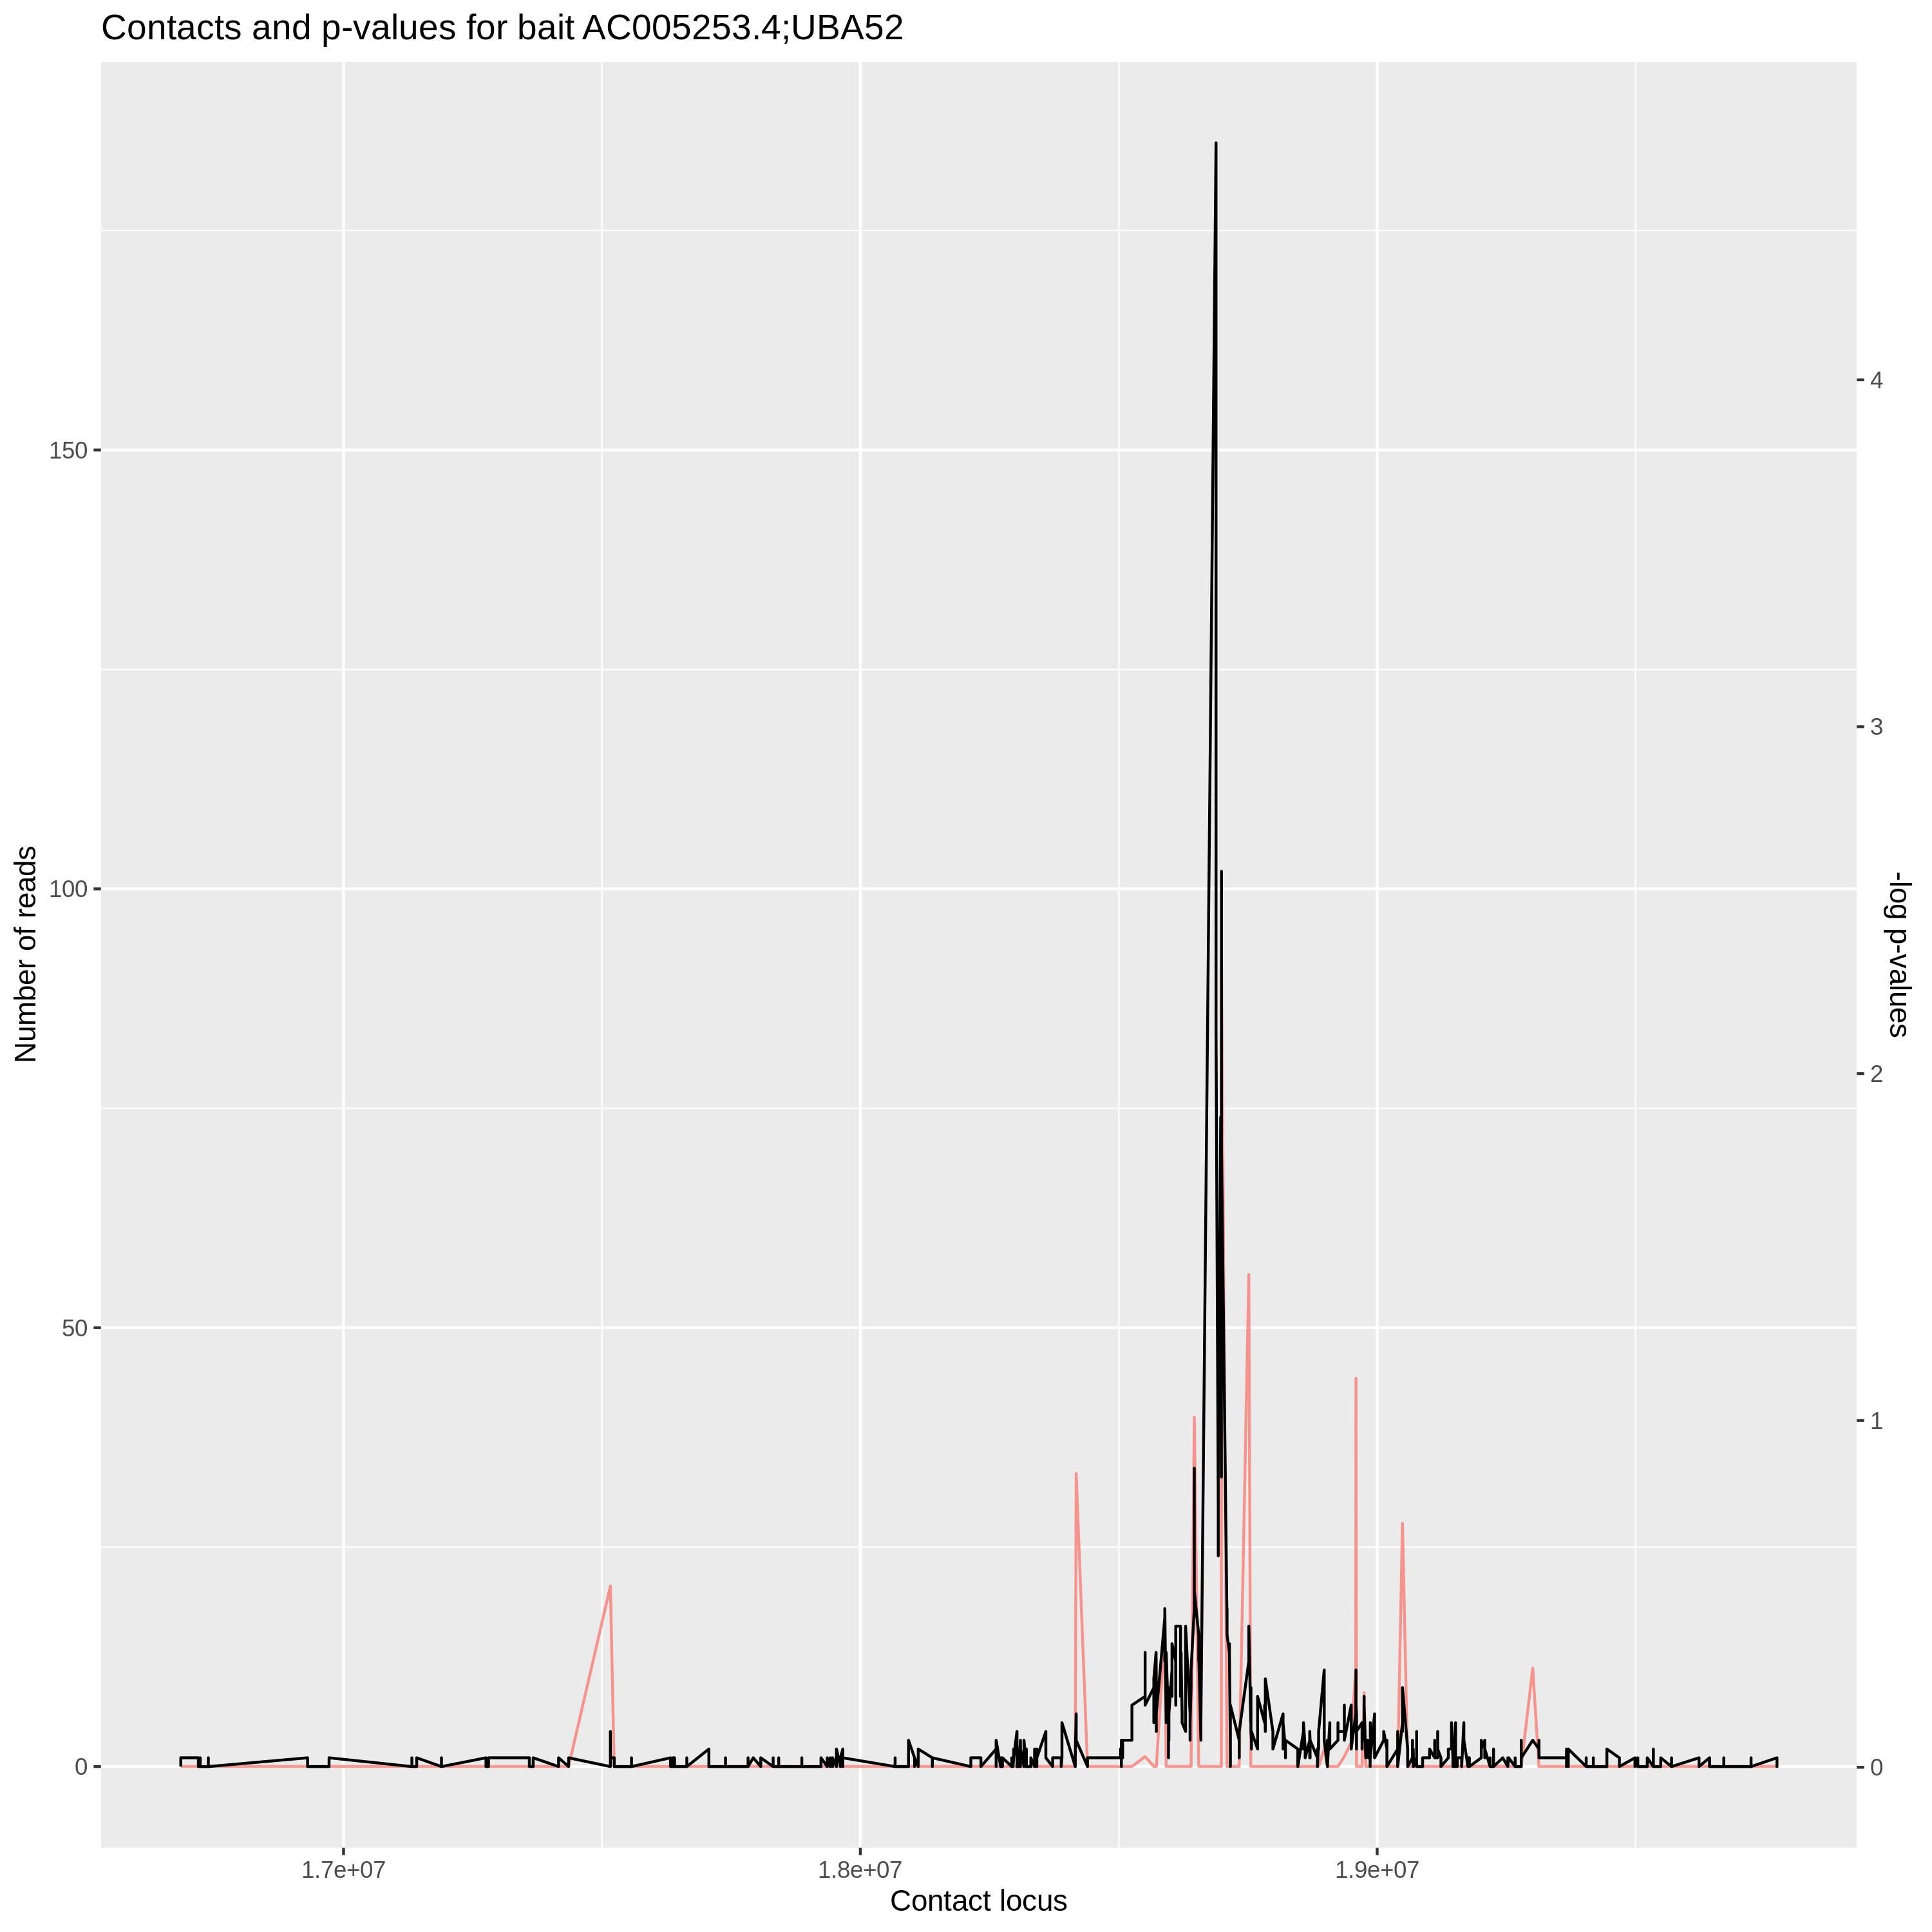 Contacts and p-values for bait AC005253.4;UBA52
Number of reads
150
100
50
0
4
3
2
1
0
-log p-values
1.7e+07
1.8e+07
1.9e+07
Contact locus